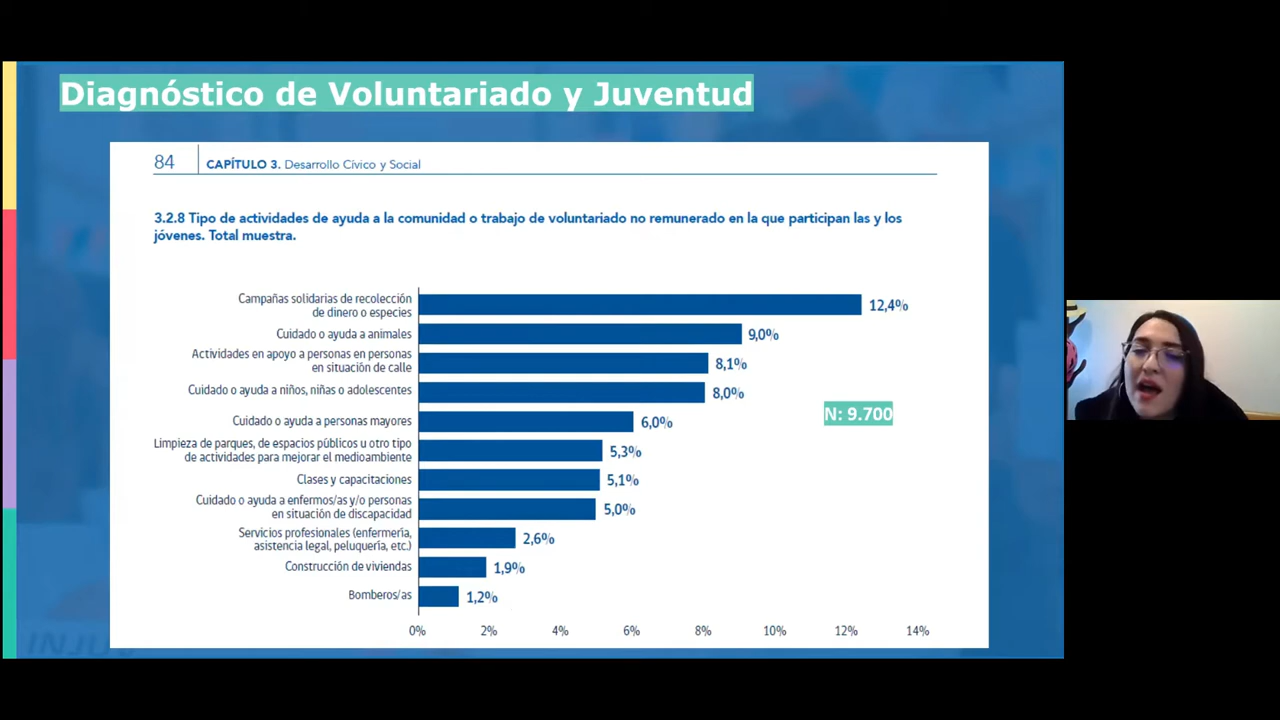 Diagnóstico de Voluntariado y Juventud
84
CAPÍTULO 3. Desarrollo Cívico y Social
3.2.8 Tipo de actividades de ayuda a la comunidad o trabajo de voluntariado no remunerado en la que participan las y los
jóvenes. Total muestra.
Campañas solidarias de recolección
de dinero o especies
12,4%
Cuidado o ayuda a animales
9,0%
Actividades en apoyo a personas en personas
en situación de calle
8,1%
Cuidado o ayuda a niños, niñas o adolescentes
8,0%
N: 9.700
Cuidado o ayuda a personas mayores
6,0%
Limpieza de parques, de espacios públicos u otro tipo
de actividades para mejorar el medioambiente
5,3%
Clases y capacitaciones
5,1%
Cuidado o ayuda a enfermos/as y/o personas
en situación de discapacidad
5,0%
Servicios profesionales (enfermería,
asistencia legal, peluquería, etc.)
2,6%
Construcción de viviendas
1,9%
Bomberos/as
1,2%
0% 2% 4% 6% 8% 10% 12% 14%